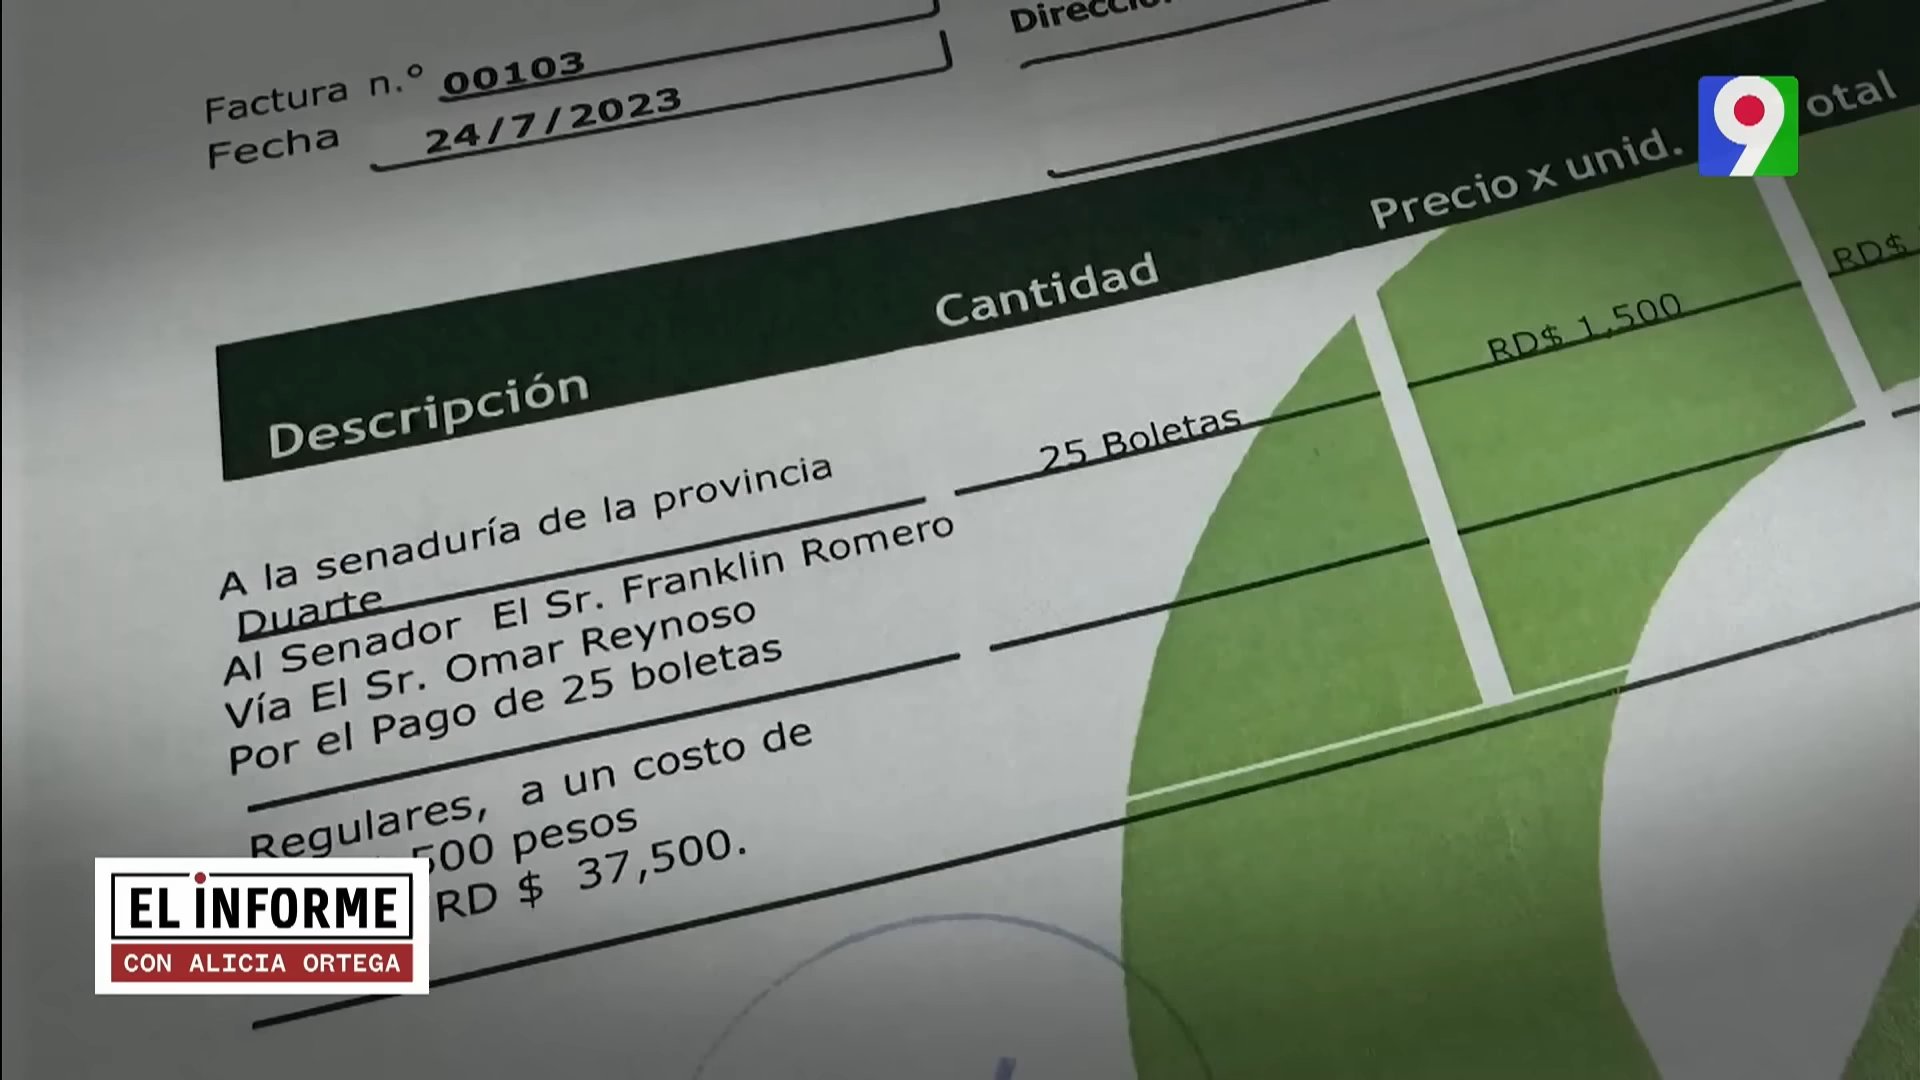 Factura n.° 00103
Fecha 24/7/2023
Descripción Cantidad Precio x unid.
A la senaduría de la provincia
Duarte
25 Boletas RD$ 1,500 RD$
Al Senador El Sr. Franklin Romero
Vía El Sr. Omar Reynoso
Por el Pago de 25 boletas
Regulares, a un costo de
500 pesos
RD $ 37,500.
9
EL iNFORME
CON ALICIA ORTEGA